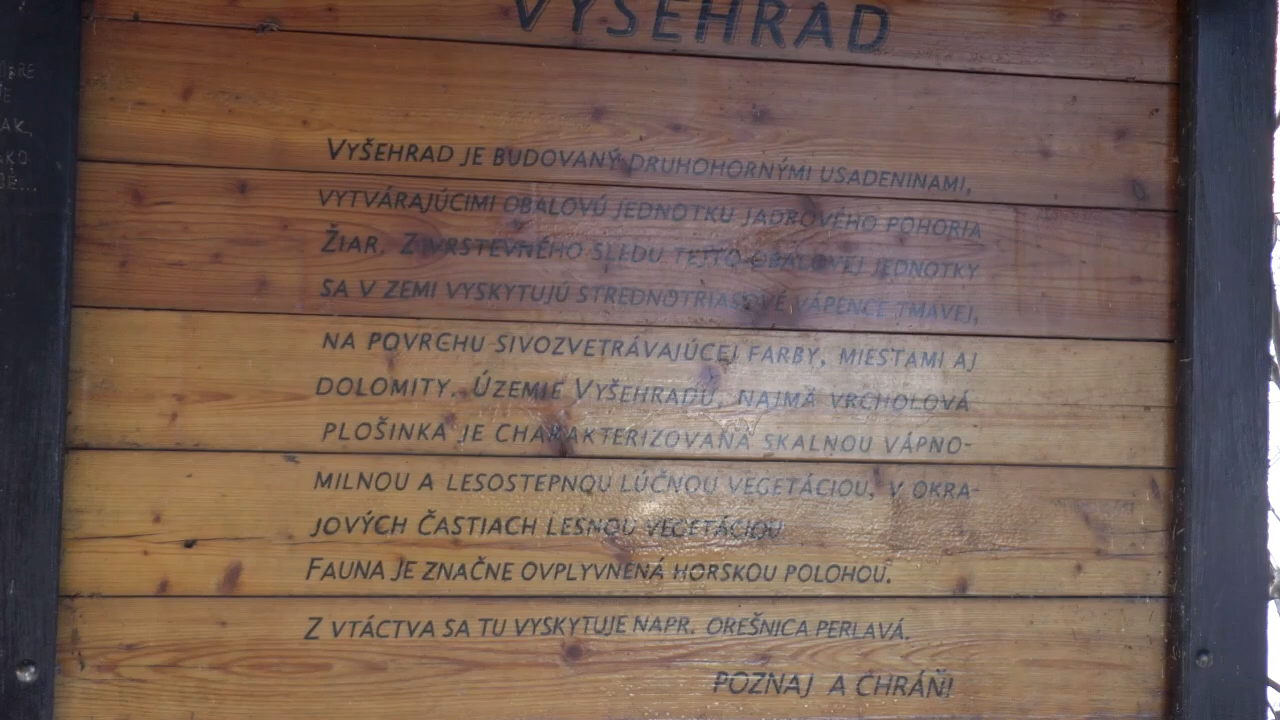 VYŠEHRAD
VYŠEHRAD JE BUDOVANÝ DRUHOHORNÝMI USADENINAMI,
VYTVÁRAJÚCIMI OBALOVÚ JEDNOTKU JADROVÉHO POHORIA
ŽIAR. Z VRSTEVNÉHO SLEDU TEJTO OBALOVEJ JEDNOTKY
SA V ZEMI VYSKYTUJÚ STREDNOTRIASOVÉ VÁPENCE TMAVEJ,
NA POVRCHU SIVOZVETRÁVAJÚCEJ FARBY, MIESTAMI AJ
DOLOMITY. ÚZEMIE VYŠEHRADU, NAJMÄ VRCHOLOVÁ
PLOŠINKA JE CHARAKTERIZOVANÁ SKALNOU VÁPNO-
MILNOU A LESOSTEPNOU LÚČNOU VEGETÁCIOU, V OKRA-
JOVÝCH ČASTIACH LESNOU VEGETÁCIOU
FAUNA JE ZNAČNE OVPLYVNENÁ HORSKOU POLOHOU.
Z VTÁCTVA SA TU VYSKYTUJE NAPR. OREŠNICA PERLAVÁ.
POZNAJ A CHRÁŇ!